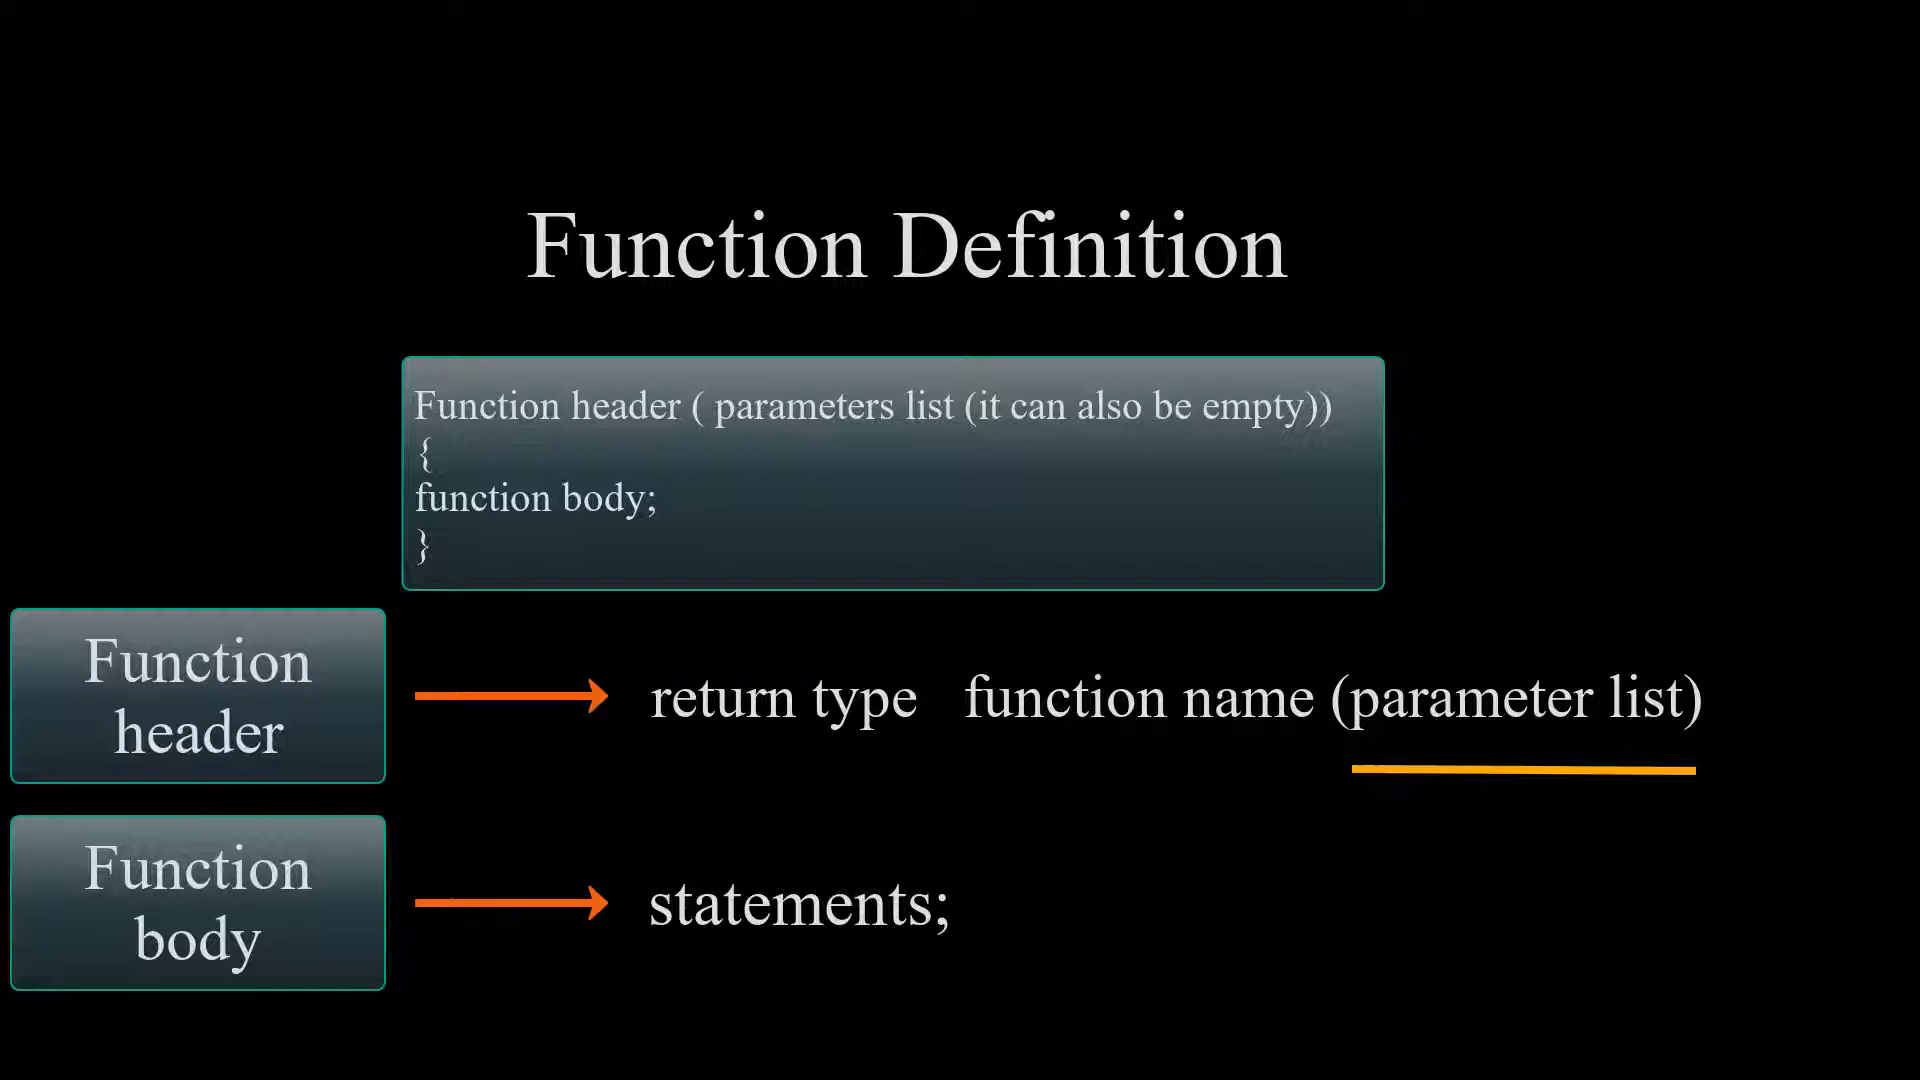 Function Definition
Function header ( parameters list (it can also be empty))
{
function body;
}
Function
header
return type function name (parameter list)
Function
body
statements;